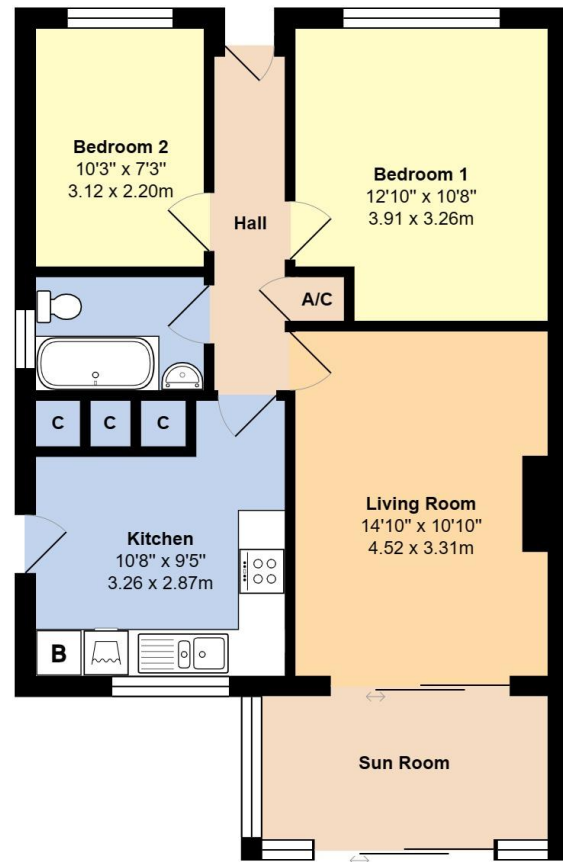 Bedroom 2
10'3" x 7'3"
3.12 x 2.20m
Bedroom 1
12'10" x 10'8"
3.91 x 3.26m
Hall
A/C
C
C
C
Living Room
14'10" x 10'10"
4.52 x 3.31m
Kitchen
10'8" x 9'5"
3.26 x 2.87m
B
Sun Room